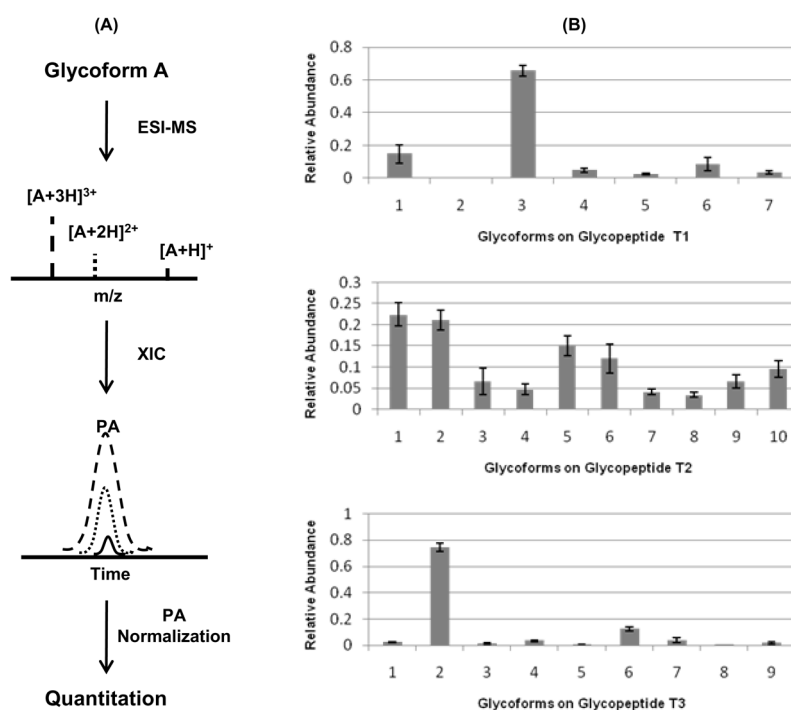 (A)
Glycoform A
ESI-MS
[A+3H]3+
[A+2H]2+
[A+H]+
m/z
XIC
PA
Time
PA
Normalization
Quantitation
(B)
Relative Abundance
0.8
0.6
0.4
0.2
0
1 2 3 4 5 6 7
Glycoforms on Glycopeptide T1
Relative Abundance
0.3
0.25
0.2
0.15
0.1
0.05
0
1 2 3 4 5 6 7 8 9 10
Glycoforms on Glycopeptide T2
Relative Abundance
1
0.8
0.6
0.4
0.2
0
1 2 3 4 5 6 7 8 9
Glycoforms on Glycopeptide T3